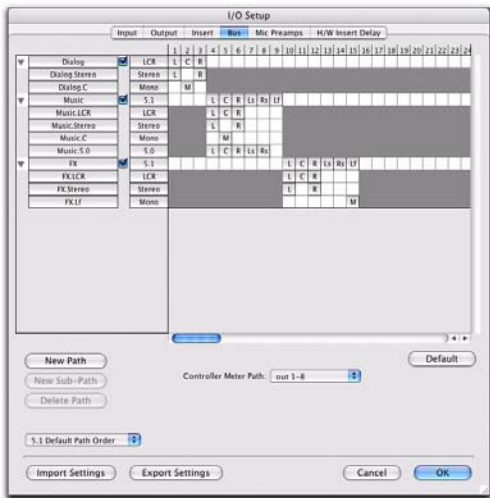 I/O Setup
Input Output Insert Bus Mic Preamps H/W Insert Delay
1 2 3 4 5 6 7 8 9 10 11 12 13 14 15 16 17 18 19 20 21 22 23 24
Dialog LCR L C R
Dialog.Stereo Stereo L R
Dialog.C Mono M
Music 5.1 L C R Ls Rs Lf
Music.LCR LCR L C R
Music.Stereo Stereo L R
Music.C Mono M
Music.5.0 5.0 L C R Ls Rs
FX 5.1 L C R Ls Rs Lf
FX.LCR LCR L C R
FX.Stereo Stereo L R
FX.Lf Mono M
New Path Default
New Sub-Path Controller Meter Path: out 1-8
Delete Path
5.1 Default Path Order
Import Settings Export Settings Cancel OK